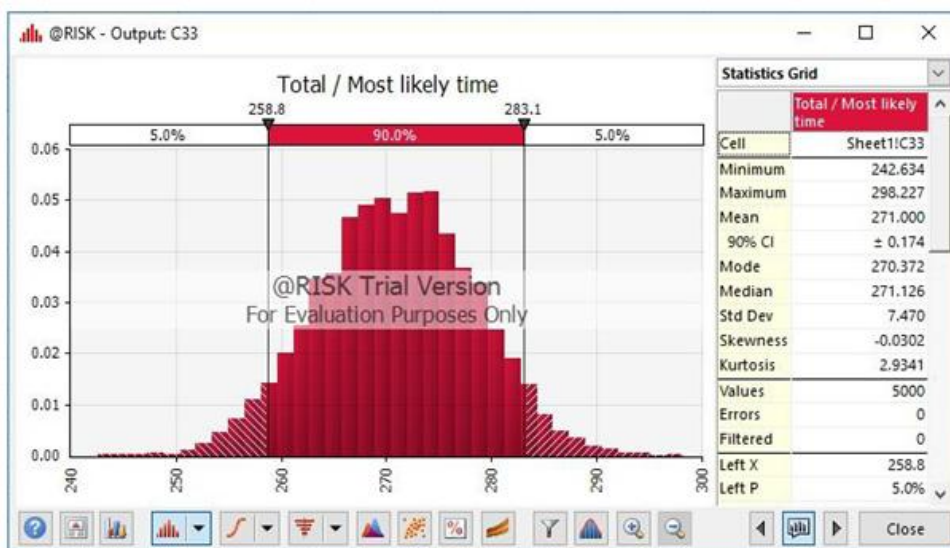 @RISK - Output: C33
Total / Most likely time
258.8 283.1
5.0% 90.0% 5.0%
0.06
0.05
0.04
0.03
0.02
0.01
0.00
240 250 260 270 280 290 300
@RISK Trial Version
For Evaluation Purposes Only
Statistics Grid
Total / Most likely
time
Cell Sheet1!C33
Minimum 242.634
Maximum 298.227
Mean 271.000
90% CI ± 0.174
Mode 270.372
Median 271.126
Std Dev 7.470
Skewness -0.0302
Kurtosis 2.9341
Values 5000
Errors 0
Filtered 0
Left X 258.8
Left P 5.0%
Close